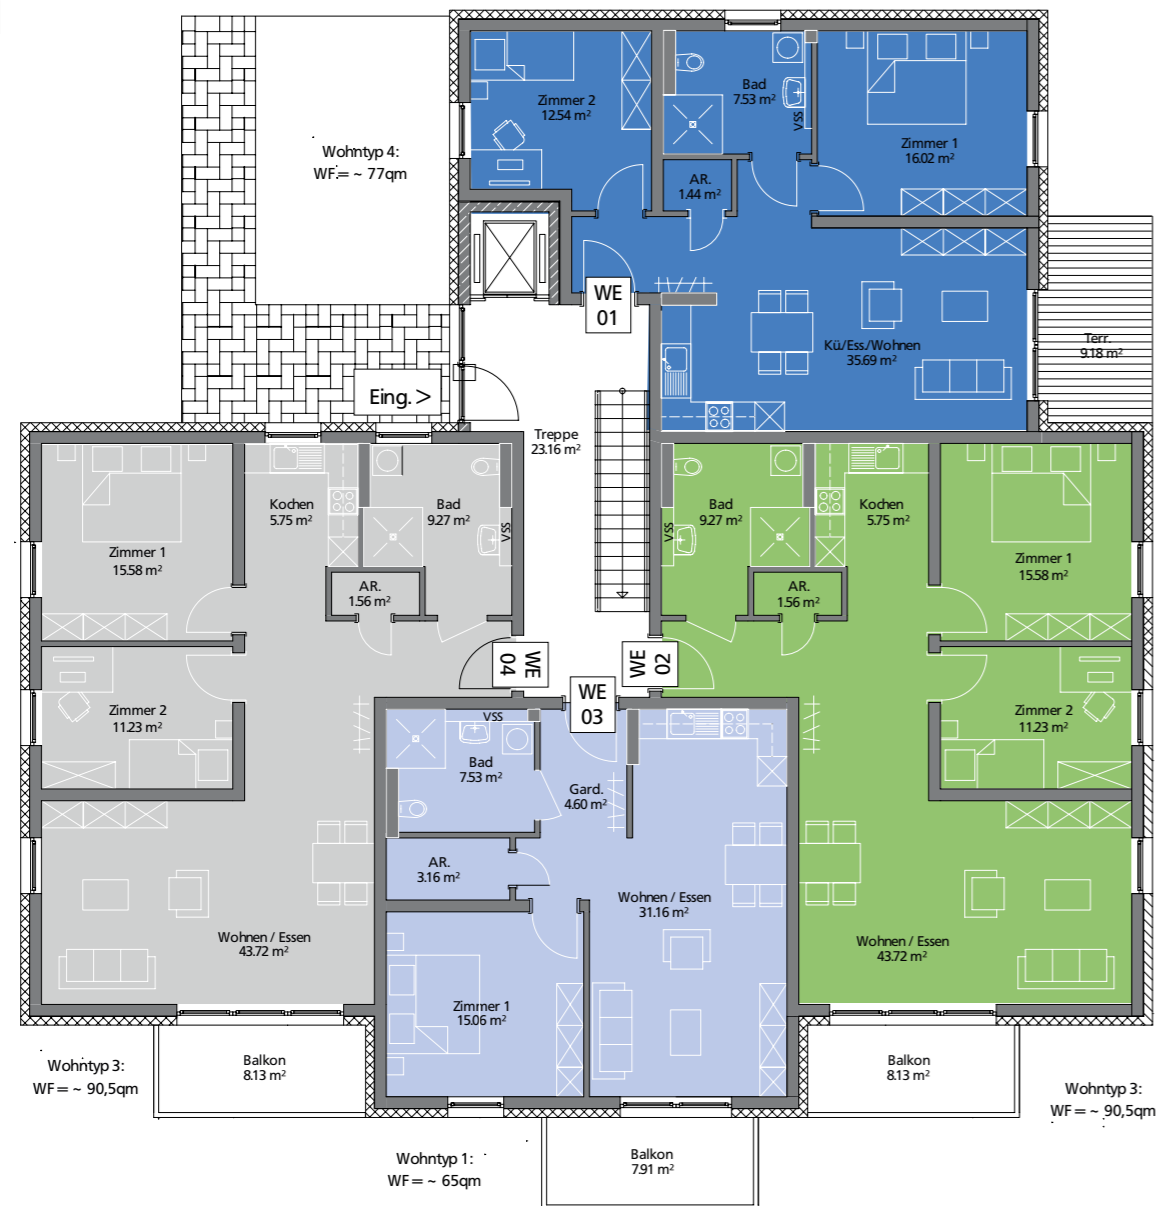 Zimmer 2
12.54 m²
Bad
7.53 m²
VSS
Zimmer 1
16.02 m²
Wohntyp 4:
WF.= ~ 77qm
AR.
1.44 m²
WE
01
Kü/Ess./Wohnen
35.69 m²
Terr.
9.18 m²
Eing. >
Treppe
23.16 m²
Zimmer 1
15.58 m²
Kochen
5.75 m²
Bad
9.27 m²
VSS
AR.
1.56 m²
Bad
9.27 m²
VSS
Kochen
5.75 m²
Zimmer 1
15.58 m²
AR.
1.56 m²
WE
04
WE
02
WE
03
Zimmer 2
11.23 m²
Zimmer 2
11.23 m²
VSS
Bad
7.53 m²
Gard.
4.60 m²
AR.
3.16 m²
Wohnen / Essen
31.16 m²
Wohnen / Essen
43.72 m²
Wohnen / Essen
43.72 m²
Zimmer 1
15.06 m²
Wohntyp 3:
WF = ~ 90,5qm
Balkon
8.13 m²
Balkon
8.13 m²
Wohntyp 3:
WF = ~ 90,5qm
Wohntyp 1:
WF = ~ 65qm
Balkon
7.91 m²